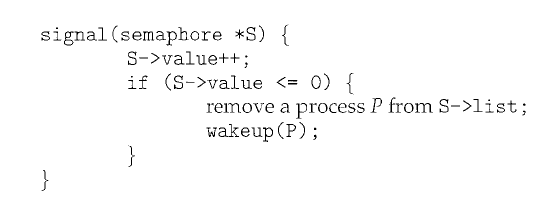 signal(semaphore *S) {
S->value++;
if (S->value <= 0) {
remove a process P from S->list;
wakeup(P);
}
}